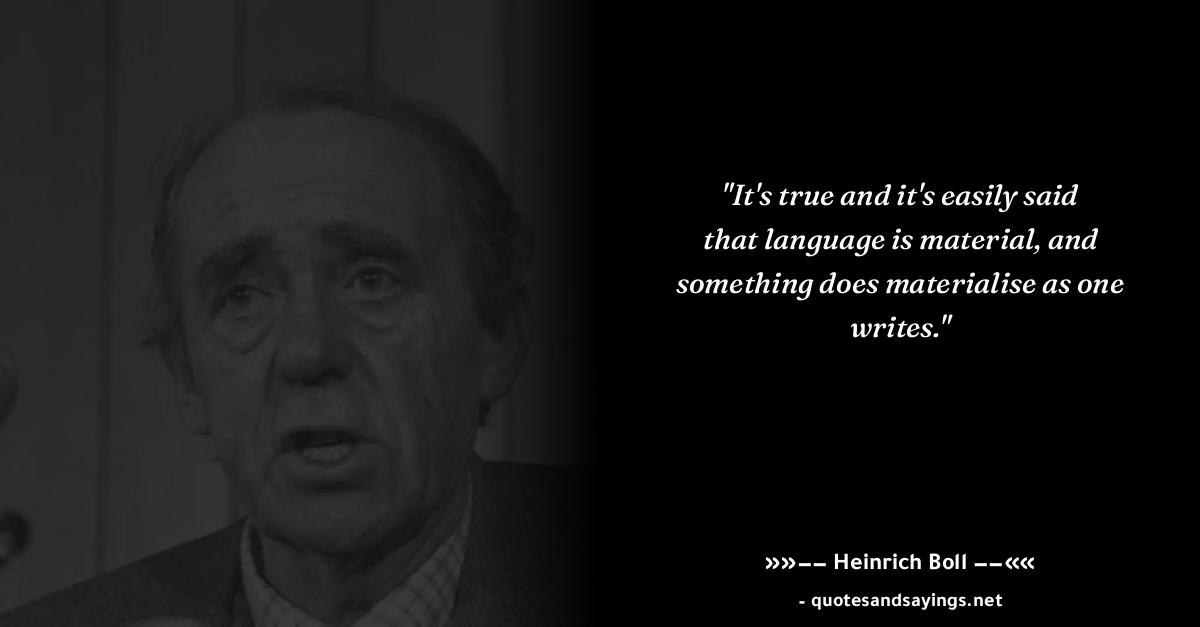 "It's true and it's easily said
that language is material, and
something does materialise as one
writes."
»»–– Heinrich Boll ––««
- quotesandsayings.net